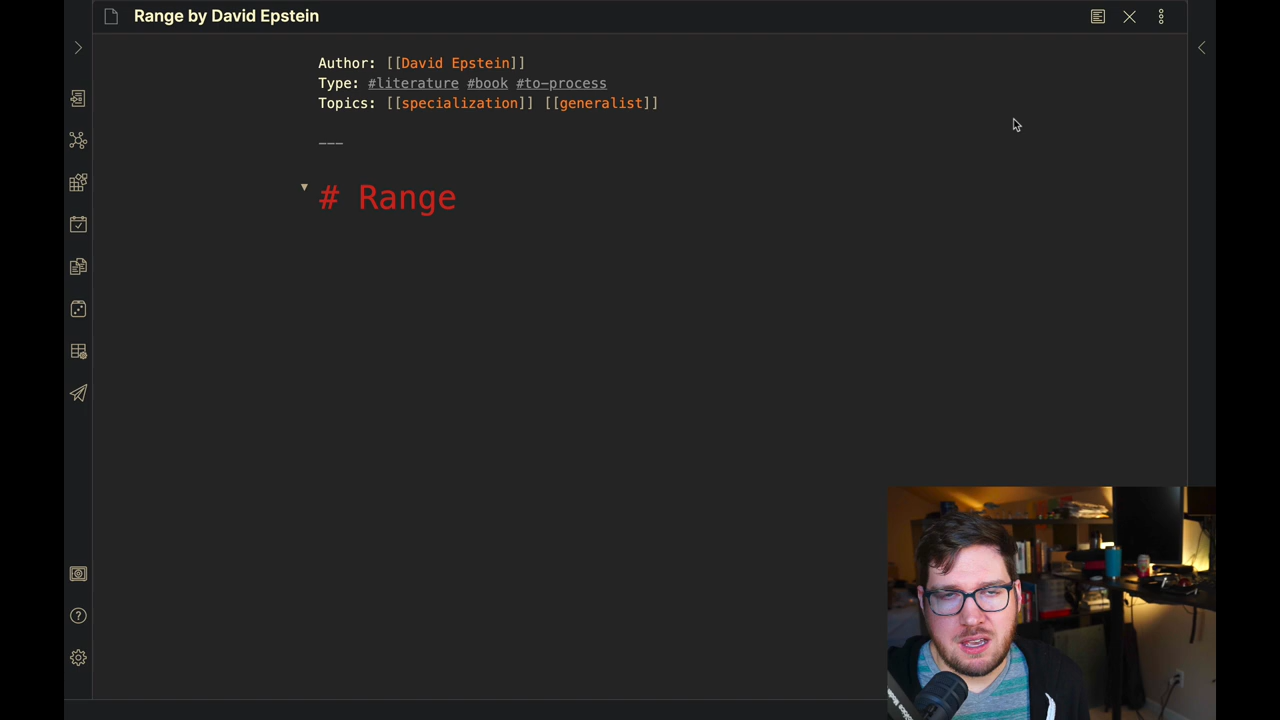 Range by David Epstein
Author: [[David Epstein]]
Type: #literature #book #to-process
Topics: [[specialization]] [[generalist]]
---
# Range